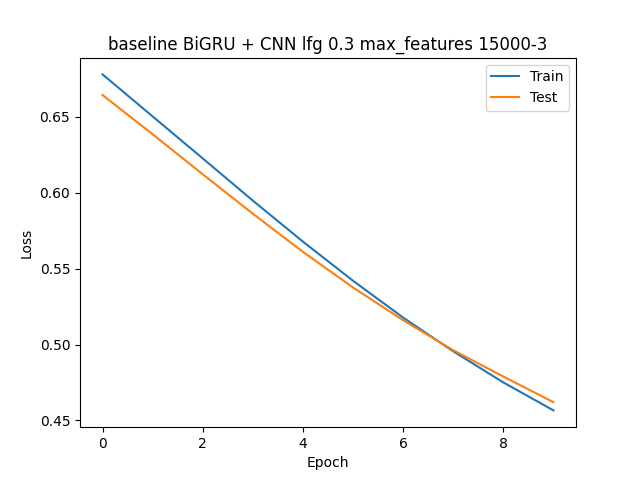 baseline BiGRU + CNN lfg 0.3 max_features 15000-3
Train
Test
0.65
0.60
0.55
0.50
0.45
Loss
0 2 4 6 8
Epoch